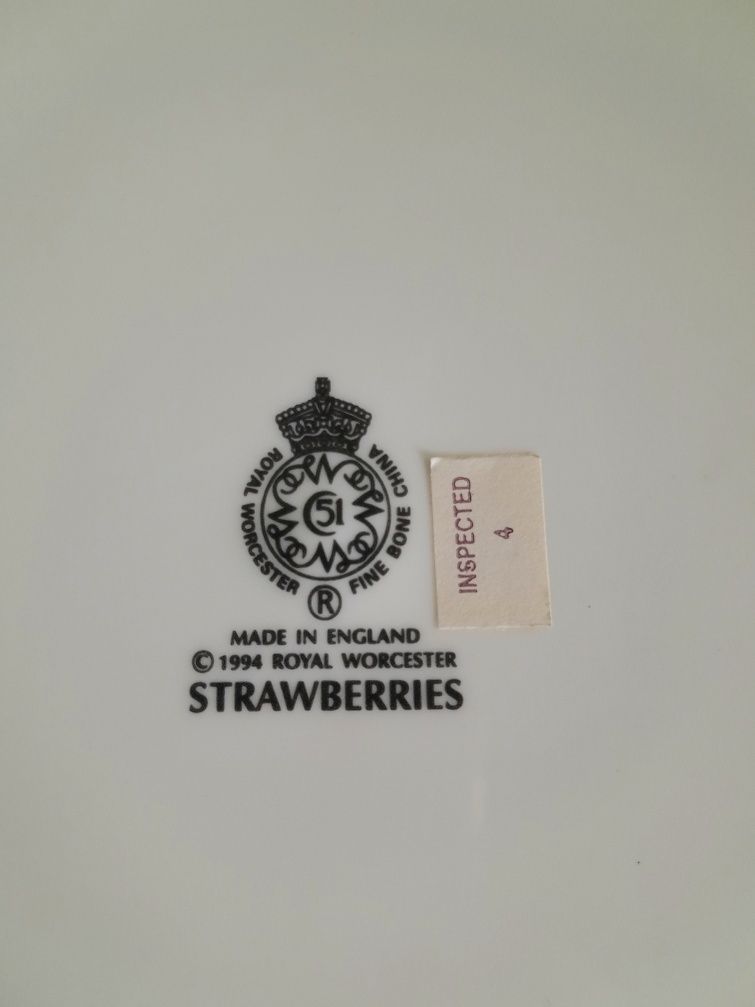 ROYAL WORCESTER FINE BONE CHINA
51
®
MADE IN ENGLAND
© 1994 ROYAL WORCESTER
STRAWBERRIES
INSPECTED
4